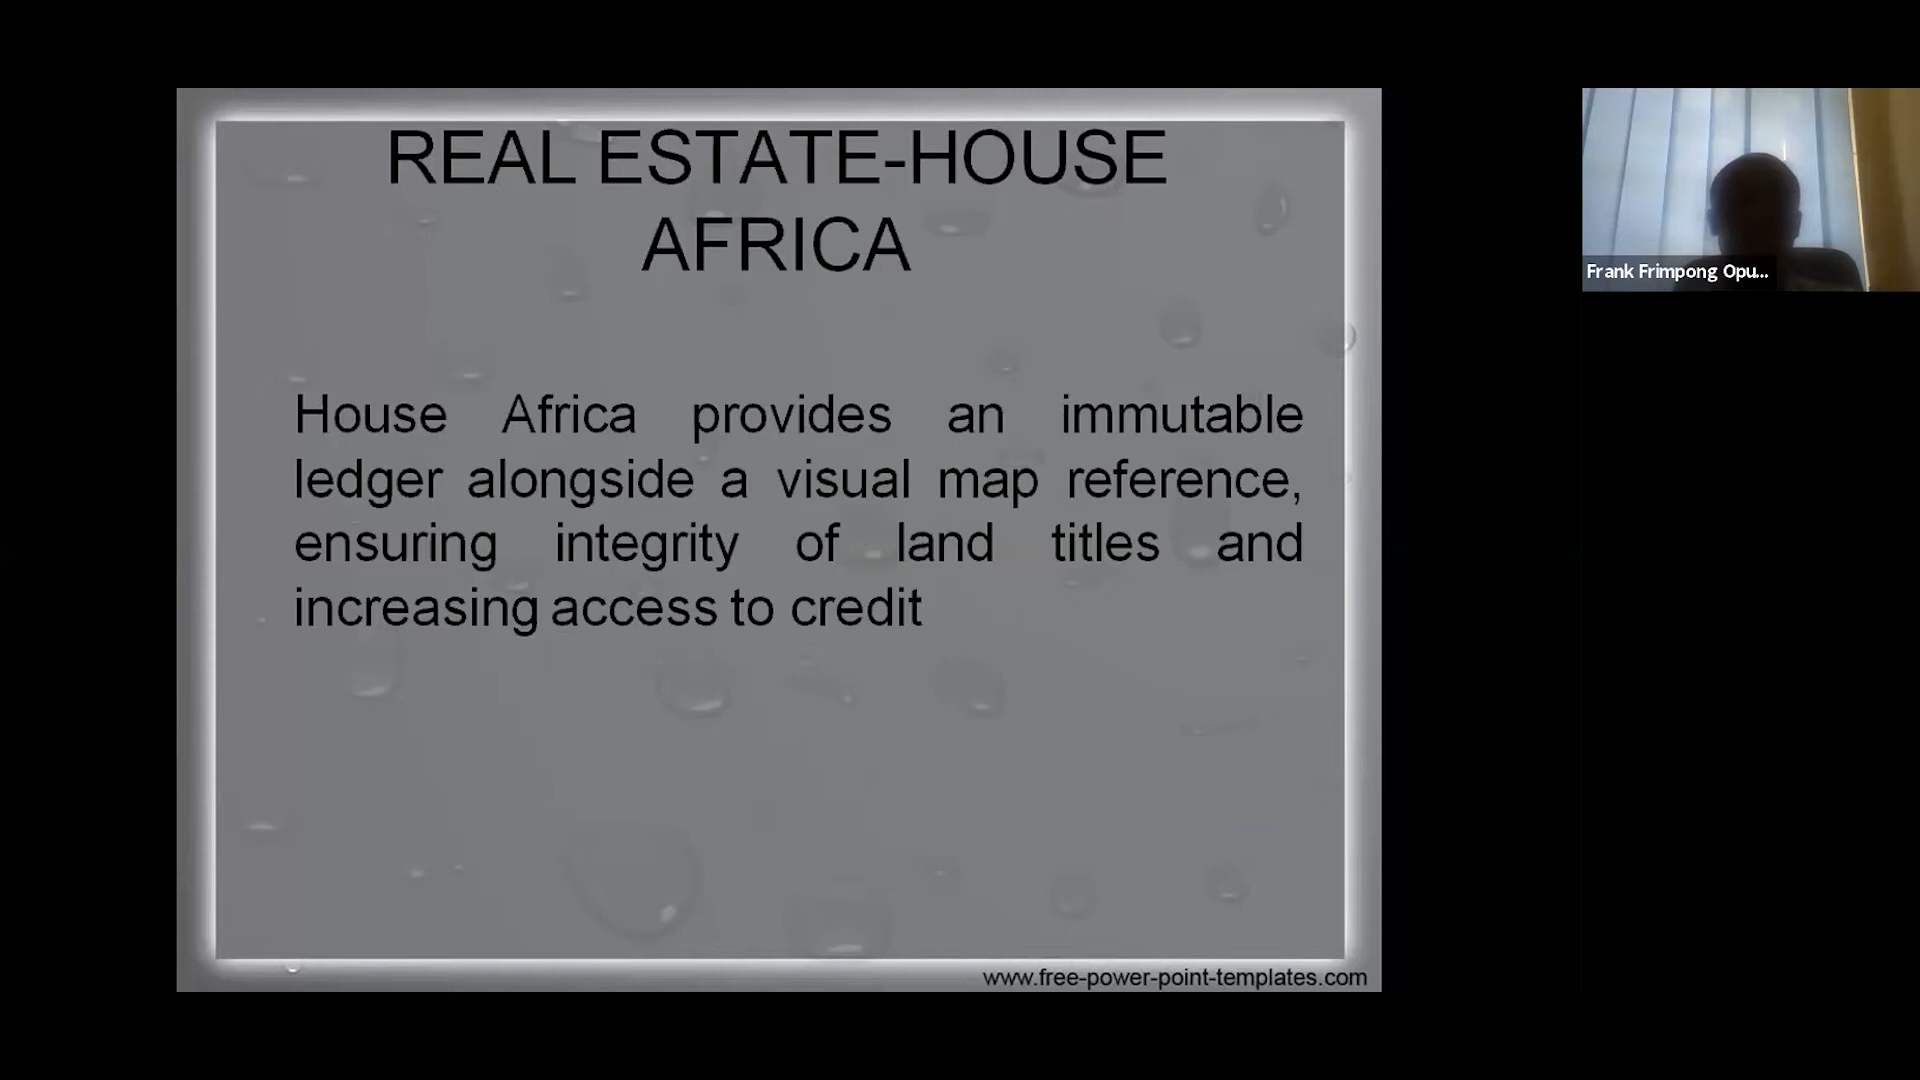 REAL ESTATE-HOUSE
AFRICA
House Africa provides an immutable
ledger alongside a visual map reference,
ensuring integrity of land titles and
increasing access to credit
www.free-power-point-templates.com
Frank Frimpong Opu...